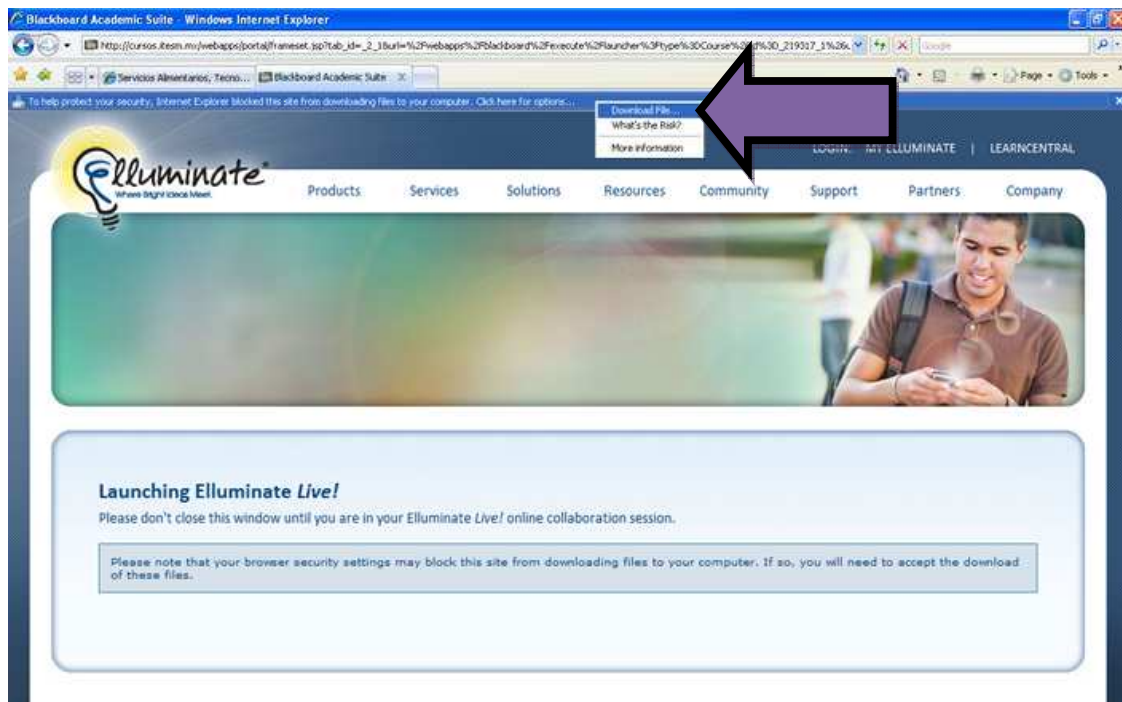 Blackboard Academic Suite - Windows Internet Explorer
Google
Servicios Alimentarios, Tecno...
Blackboard Academic Suite
Page
Tools
To help protect your security, Internet Explorer blocked this site from downloading files to your computer. Click here for options...
Download File...
What's the Risk?
More information
LOGIN: MY ELLUMINATE | LEARNCENTRAL
Elluminate
Where Bright Ideas Meet.
Products Services Solutions Resources Community Support Partners Company
Launching Elluminate Live!
Please don't close this window until you are in your Elluminate Live! online collaboration session.
Please note that your browser security settings may block this site from downloading files to your computer. If so, you will need to accept the download
of these files.